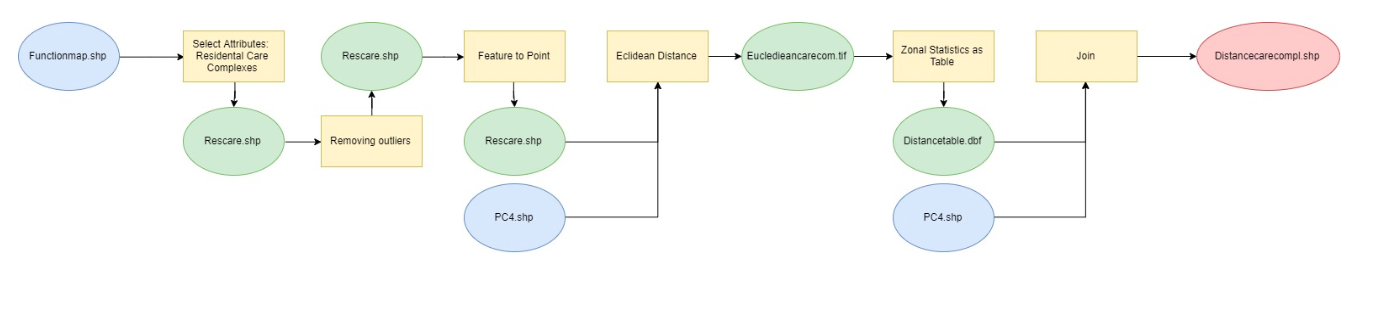 Functionmap.shp
Select Attributes:
Residental Care
Complexes
Rescare.shp
Removing outliers
Rescare.shp
Feature to Point
Rescare.shp
PC4.shp
Eclidean Distance
Eucledieancarecom.tif
Zonal Statistics as
Table
Distancetable.dbf
PC4.shp
Join
Distancecarecompl.shp